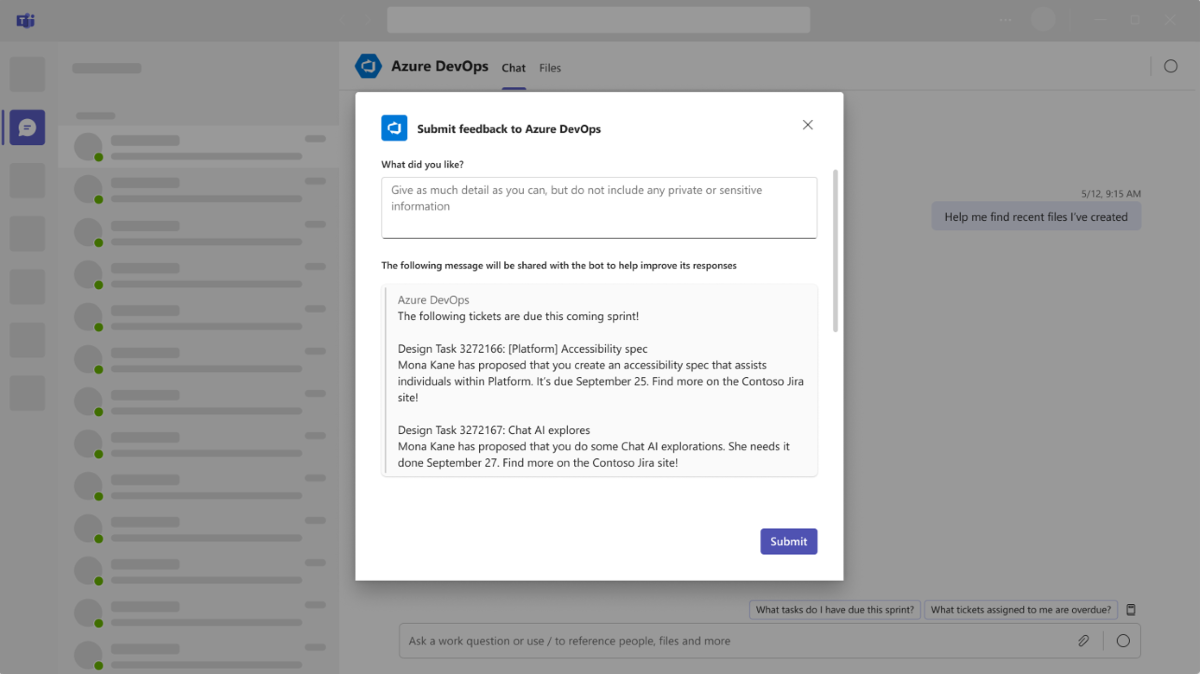 Azure DevOps
Chat
Files
Submit feedback to Azure DevOps
What did you like?
Give as much detail as you can, but do not include any private or sensitive
information
The following message will be shared with the bot to help improve its responses
Azure DevOps
The following tickets are due this coming sprint!
Design Task 3272166: [Platform] Accessibility spec
Mona Kane has proposed that you create an accessibility spec that assists
individuals within Platform. It's due September 25. Find more on the Contoso Jira
site!
Design Task 3272167: Chat AI explores
Mona Kane has proposed that you do some Chat AI explorations. She needs it
done September 27. Find more on the Contoso Jira site!
Submit
5/12, 9:15 AM
Help me find recent files I've created
What tasks do I have due this sprint?
What tickets assigned to me are overdue?
Ask a work question or use / to reference people, files and more